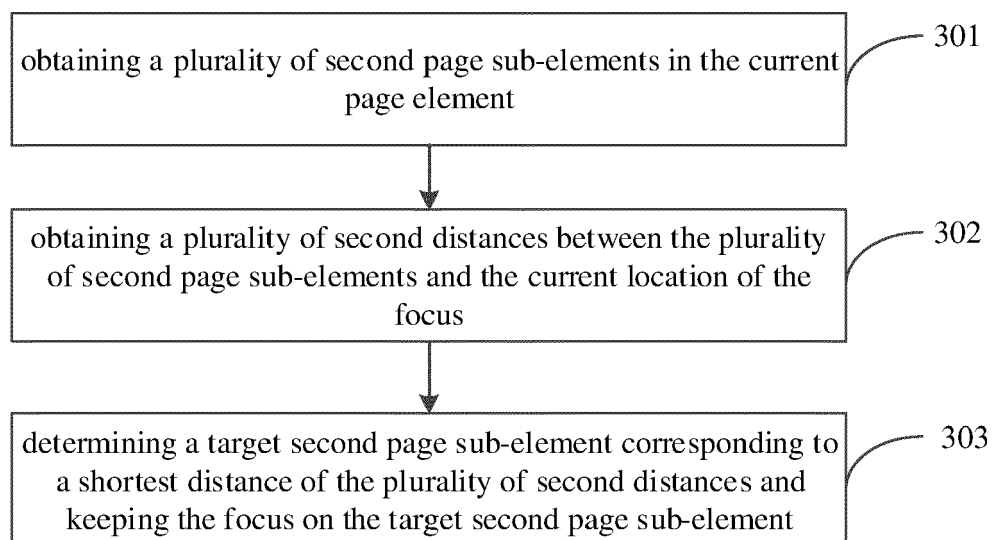 obtaining a plurality of second page sub-elements in the current
page element
301
obtaining a plurality of second distances between the plurality
of second page sub-elements and the current location of the
focus
302
determining a target second page sub-element corresponding to
a shortest distance of the plurality of second distances and
keeping the focus on the target second page sub-element
303